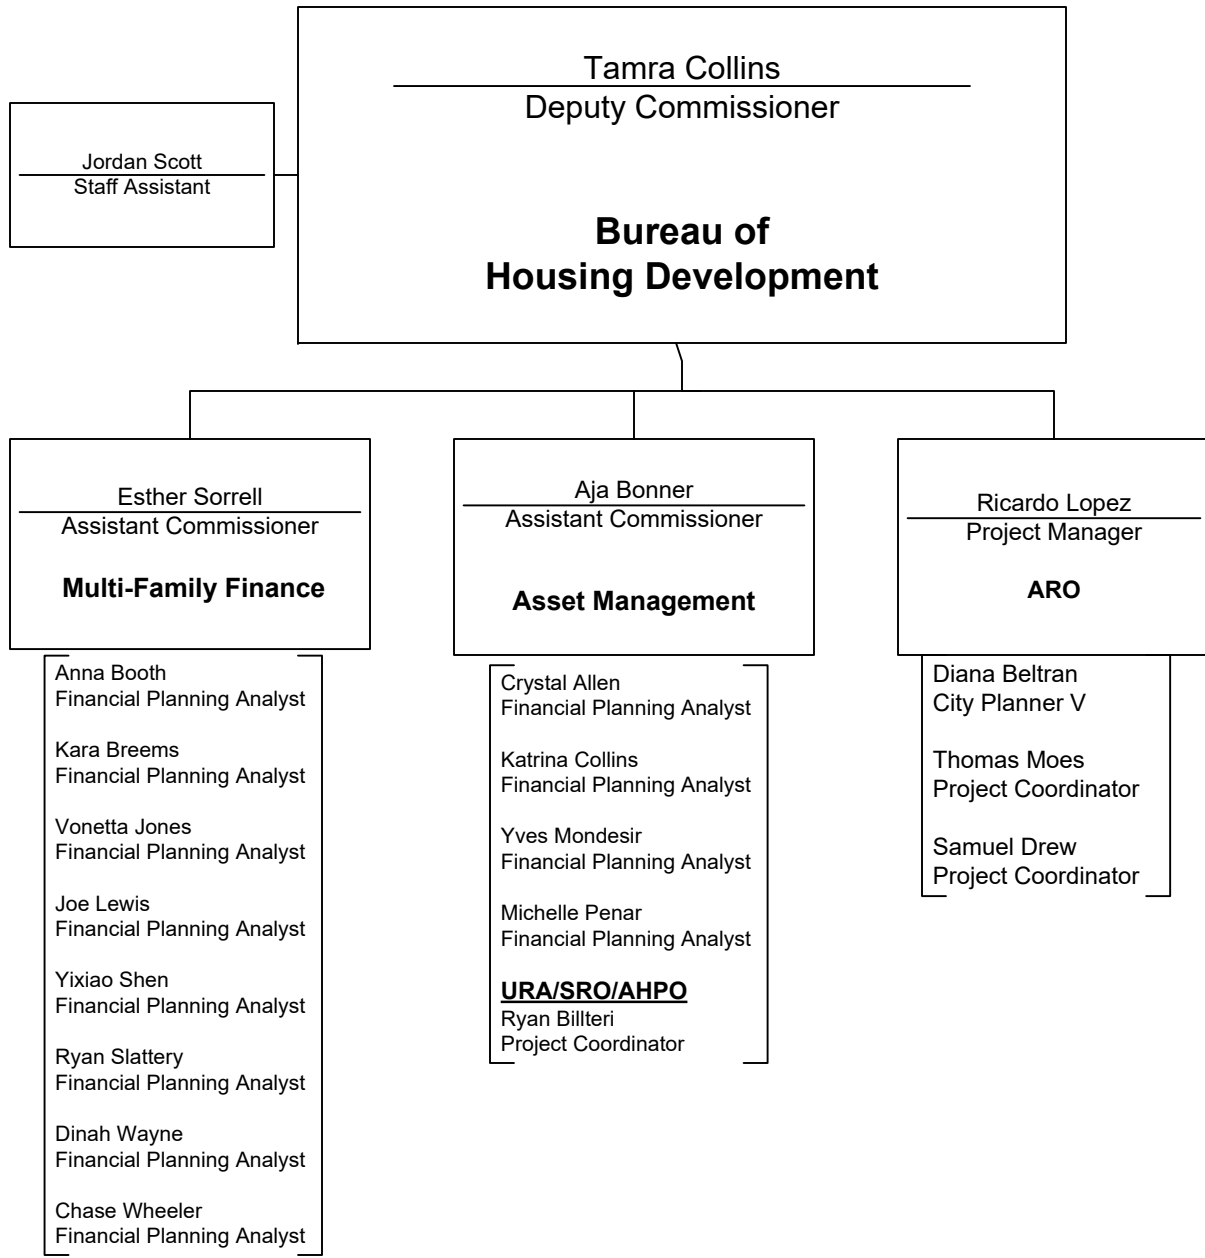 Tamra Collins
Deputy Commissioner
Jordan Scott
Staff Assistant
Bureau of
Housing Development
Esther Sorrell
Assistant Commissioner
Multi-Family Finance
Anna Booth
Financial Planning Analyst
Kara Breems
Financial Planning Analyst
Vonetta Jones
Financial Planning Analyst
Joe Lewis
Financial Planning Analyst
Yixiao Shen
Financial Planning Analyst
Ryan Slattery
Financial Planning Analyst
Dinah Wayne
Financial Planning Analyst
Chase Wheeler
Financial Planning Analyst
Aja Bonner
Assistant Commissioner
Asset Management
Crystal Allen
Financial Planning Analyst
Katrina Collins
Financial Planning Analyst
Yves Mondesir
Financial Planning Analyst
Michelle Penar
Financial Planning Analyst
URA/SRO/AHPO
Ryan Billteri
Project Coordinator
Ricardo Lopez
Project Manager
ARO
Diana Beltran
City Planner V
Thomas Moes
Project Coordinator
Samuel Drew
Project Coordinator